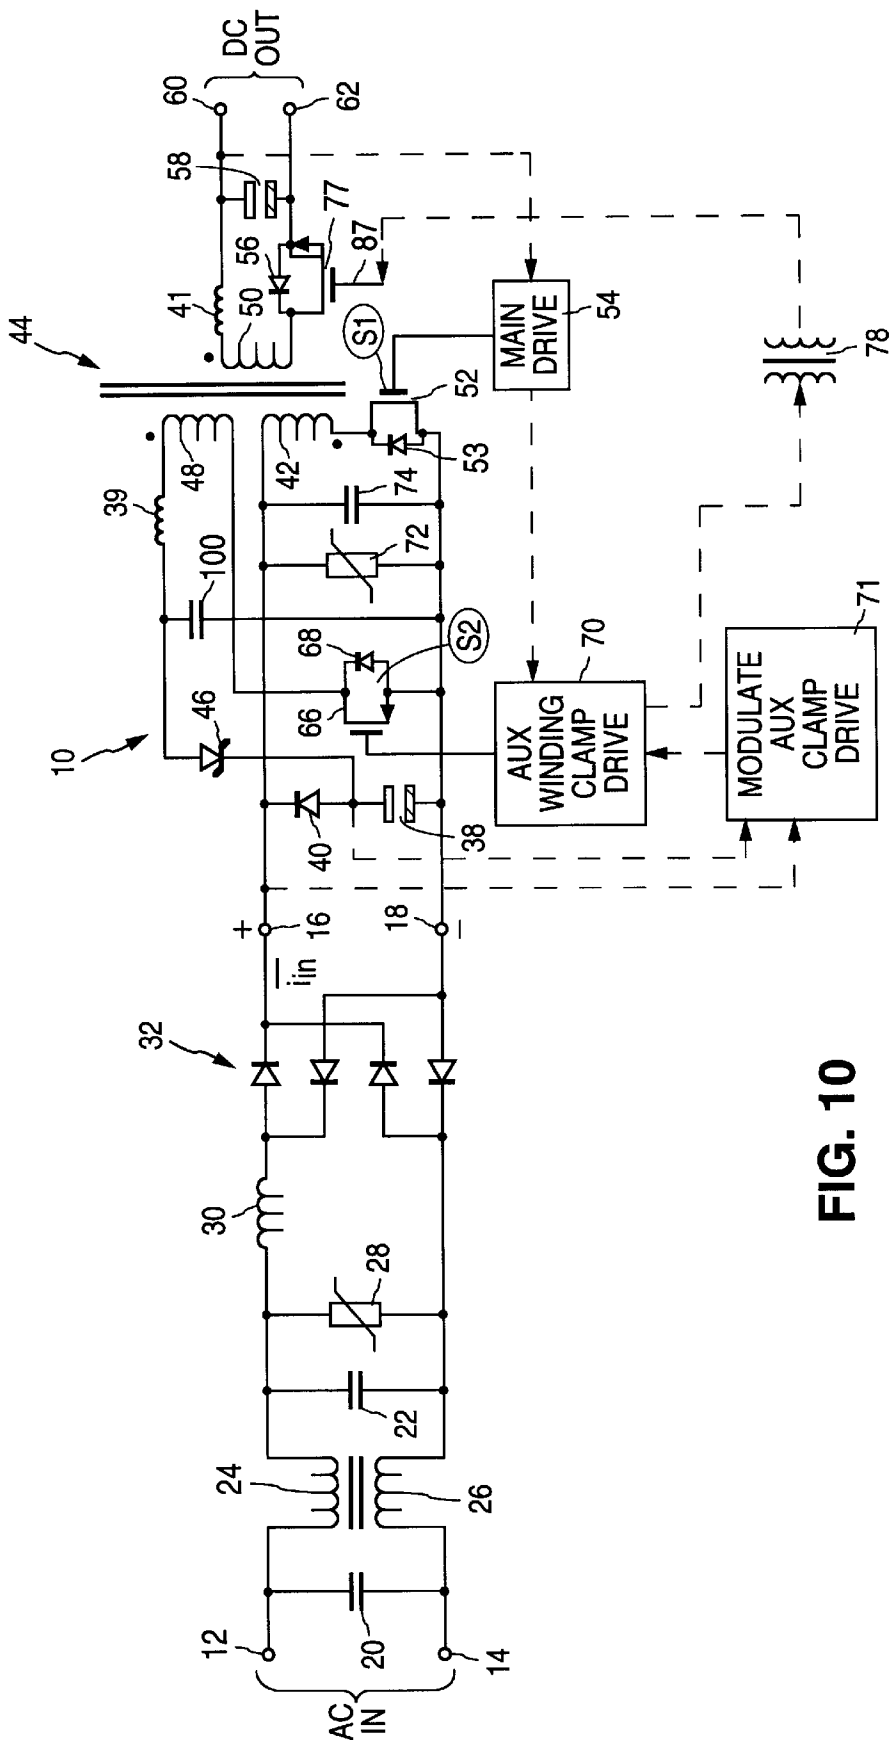 AC
IN
12
14
20
24
26
22
28
30
32
+
16
i̅in
18
−
10
40
38
46
39
100
48
42
66
68
S2
72
74
53
52
S1
44
41
50
56
58
77
87
60
62
DC
OUT
MAIN
DRIVE
54
AUX
WINDING
CLAMP
DRIVE
70
MODULATE
AUX
CLAMP
DRIVE
71
78
FIG. 10